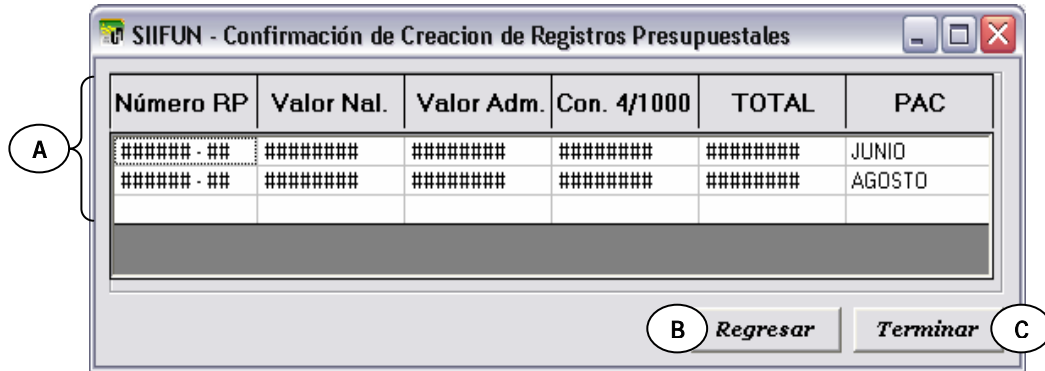 SIIFUN - Confirmación de Creacion de Registros Presupuestales
Número RP Valor Nal. Valor Adm. Con. 4/1000 TOTAL PAC
A
###### - ## ######## ######## ######## ######## JUNIO
###### - ## ######## ######## ######## ######## AGOSTO
B Regresar Terminar C